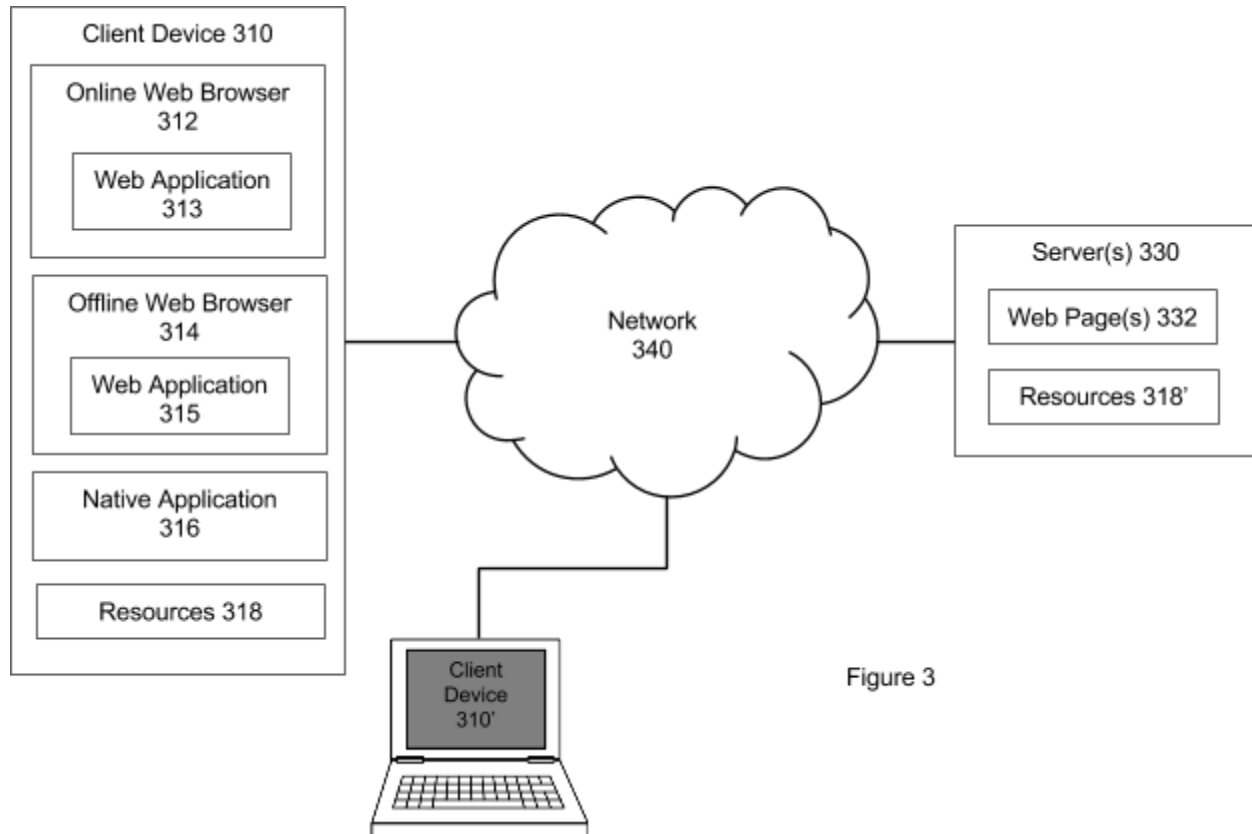 Client Device 310
Online Web Browser
312
Web Application
313
Offline Web Browser
314
Web Application
315
Native Application
316
Resources 318
Network
340
Server(s) 330
Web Page(s) 332
Resources 318’
Client
Device
310’
Figure 3